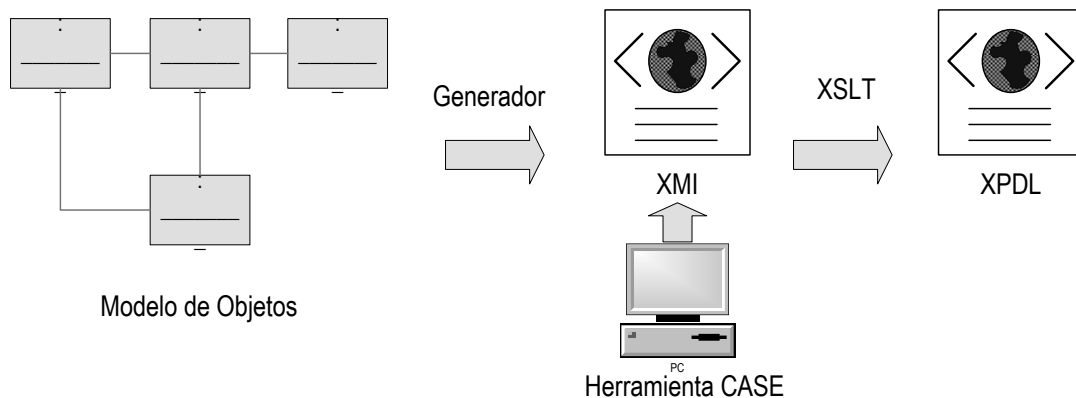 Generador
XSLT
XMI
XPDL
Modelo de Objetos
PC
Herramienta CASE